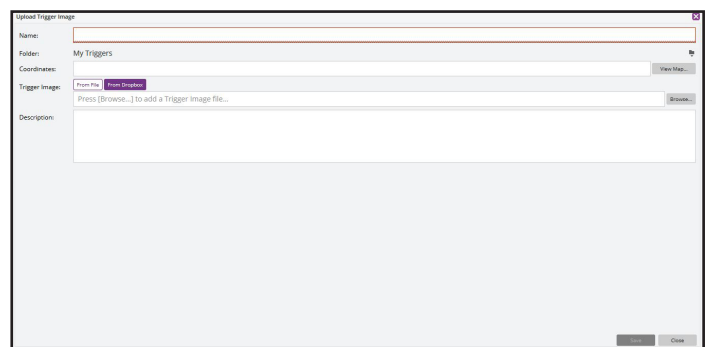 Upload Trigger Image
Name:
Folder: My Triggers
Coordinates: View Map...
Trigger Image: From File From Dropbox
Press [Browse...] to add a Trigger Image file... Browse...
Description:
Save Close